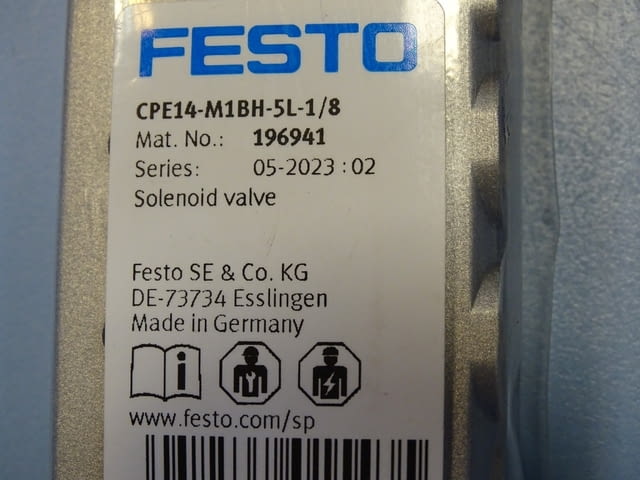 FESTO
CPE14-M1BH-5L-1/8
Mat. No.: 196941
Series: 05-2023 : 02
Solenoid valve
Festo SE & Co. KG
DE-73734 Esslingen
Made in Germany
www.festo.com/sp